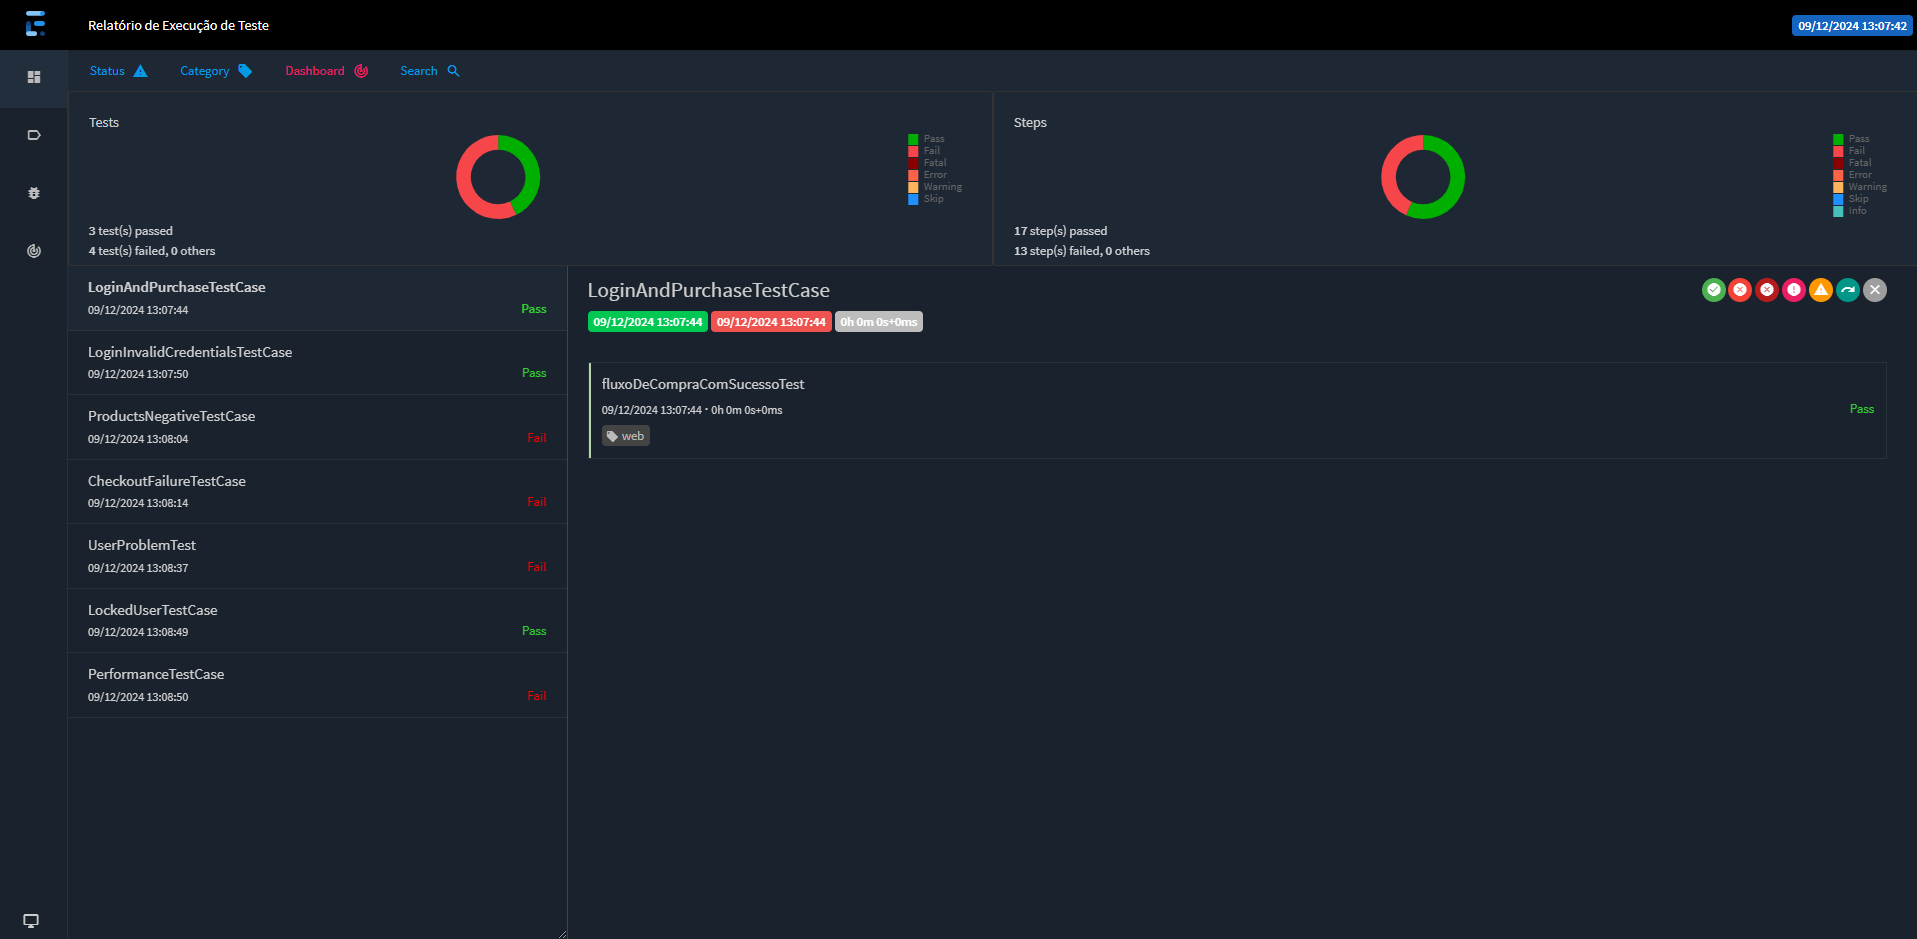 Relatório de Execução de Teste
09/12/2024 13:07:42
Status
Category
Dashboard
Search
Tests
Pass
Fail
Fatal
Error
Warning
Skip
3 test(s) passed
4 test(s) failed, 0 others
Steps
Pass
Fail
Fatal
Error
Warning
Skip
Info
17 step(s) passed
13 step(s) failed, 0 others
LoginAndPurchaseTestCase
09/12/2024 13:07:44
Pass
LoginInvalidCredentialsTestCase
09/12/2024 13:07:50
Pass
ProductsNegativeTestCase
09/12/2024 13:08:04
Fail
CheckoutFailureTestCase
09/12/2024 13:08:14
Fail
UserProblemTest
09/12/2024 13:08:37
Fail
LockedUserTestCase
09/12/2024 13:08:49
Pass
PerformanceTestCase
09/12/2024 13:08:50
Fail
LoginAndPurchaseTestCase
09/12/2024 13:07:44 09/12/2024 13:07:44 0h 0m 0s+0ms
fluxoDeCompraComSucessoTest
09/12/2024 13:07:44 · 0h 0m 0s+0ms
Pass
web